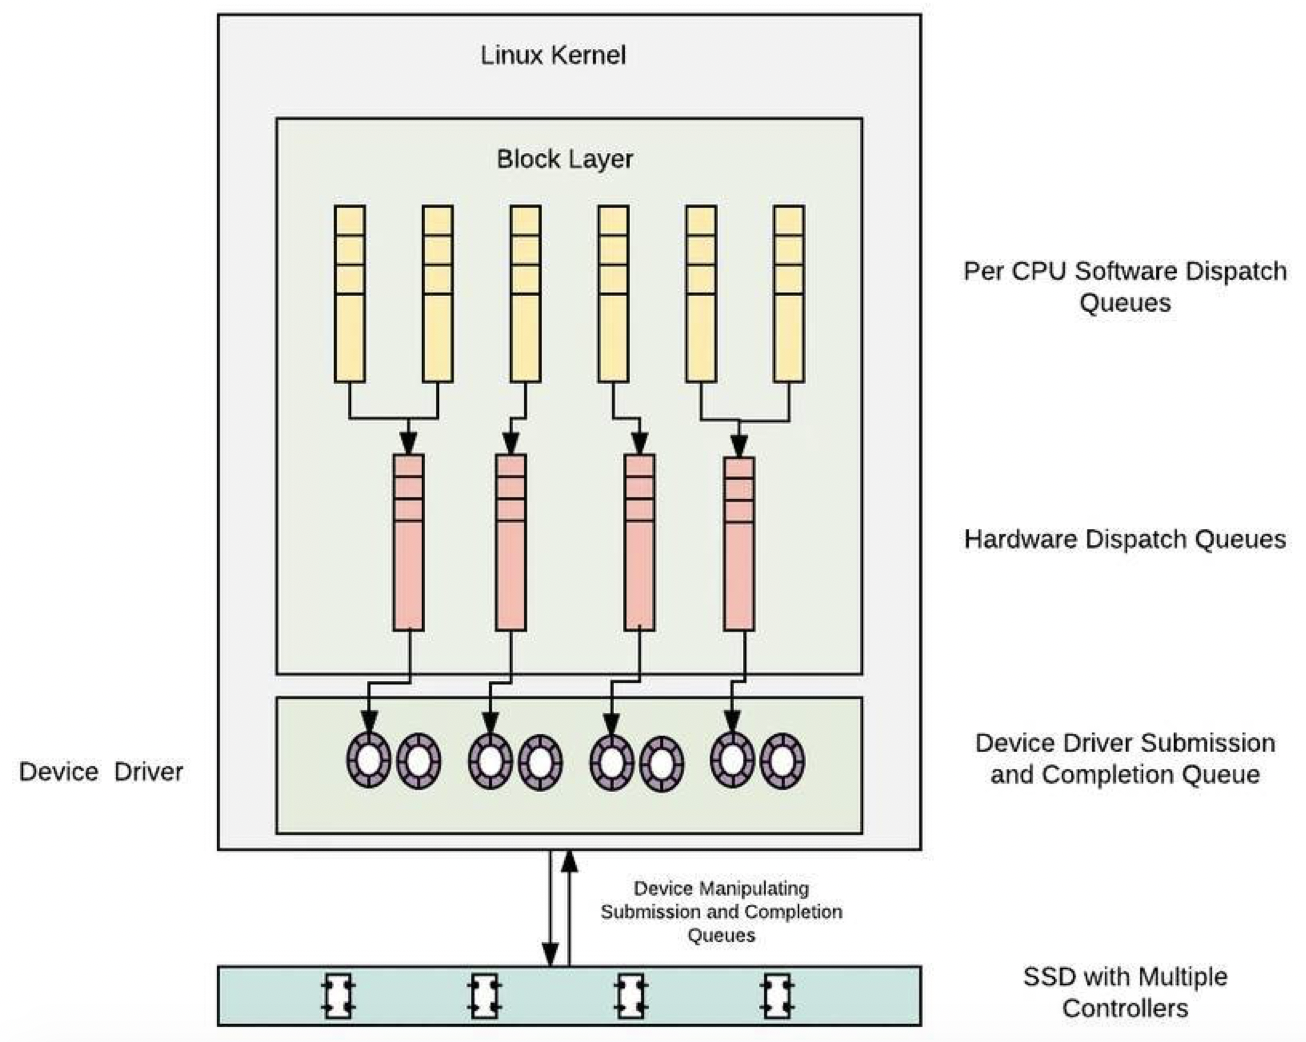 Linux Kernel
Block Layer
Per CPU Software Dispatch
Queues
Hardware Dispatch Queues
Device Driver
Device Driver Submission
and Completion Queue
Device Manipulating
Submission and Completion
Queues
SSD with Multiple
Controllers